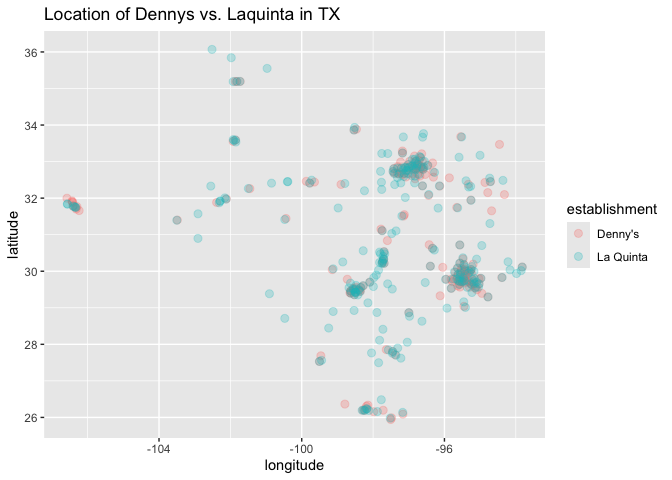 Location of Dennys vs. Laquinta in TX
36
34
32
30
28
26
latitude
-104
-100
-96
longitude
establishment
Denny's
La Quinta